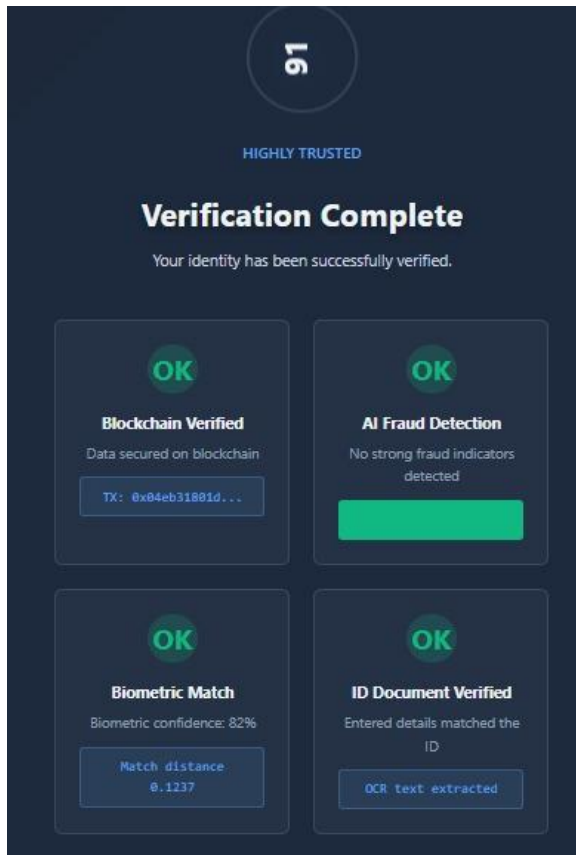 91
HIGHLY TRUSTED
Verification Complete
Your identity has been successfully verified.
OK
Blockchain Verified
Data secured on blockchain
TX: 0x04eb31801d...
OK
AI Fraud Detection
No strong fraud indicators
detected
OK
Biometric Match
Biometric confidence: 82%
Match distance
0.1237
OK
ID Document Verified
Entered details matched the
ID
OCR text extracted